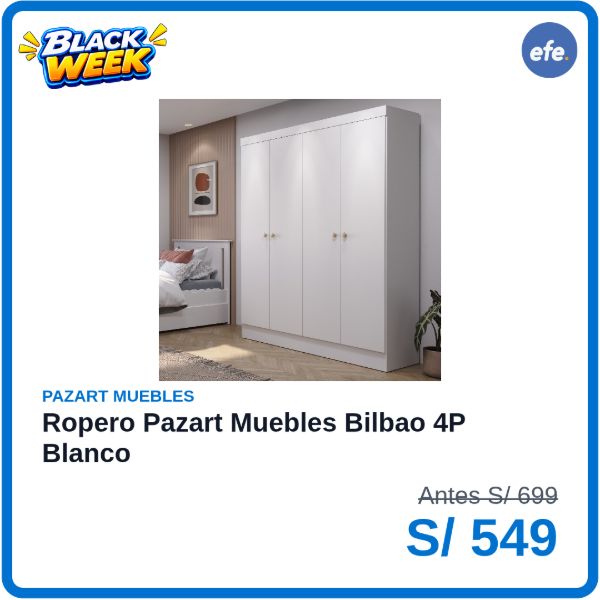 BLACK
WEEK
efe.
PAZART MUEBLES
Ropero Pazart Muebles Bilbao 4P
Blanco
Antes S/ 699
S/ 549